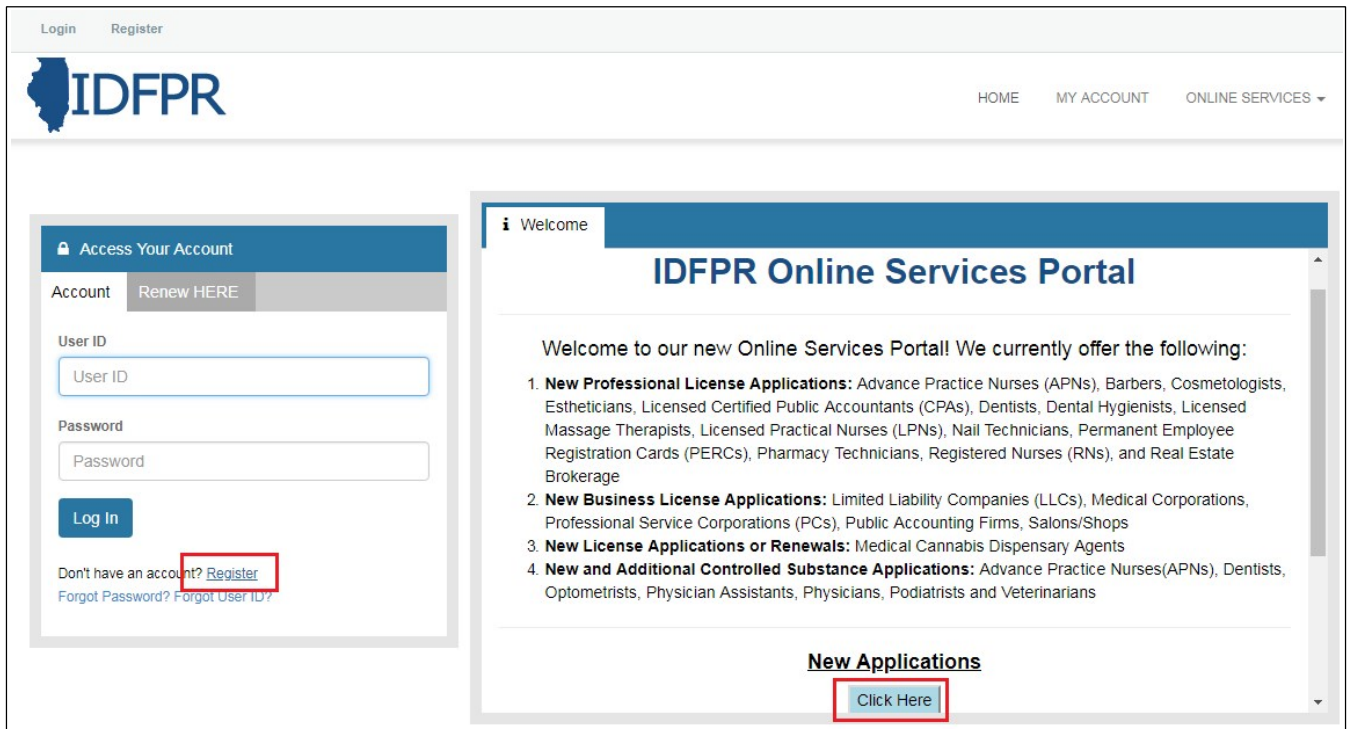 Login Register
IDFPR
HOME MY ACCOUNT ONLINE SERVICES
Access Your Account
Account Renew HERE
User ID
User ID
Password
Password
Log In
Don't have an account? Register
Forgot Password? Forgot User ID?
i Welcome
IDFPR Online Services Portal
Welcome to our new Online Services Portal! We currently offer the following:
1. New Professional License Applications: Advance Practice Nurses (APNs), Barbers, Cosmetologists,
Estheticians, Licensed Certified Public Accountants (CPAs), Dentists, Dental Hygienists, Licensed
Massage Therapists, Licensed Practical Nurses (LPNs), Nail Technicians, Permanent Employee
Registration Cards (PERCs), Pharmacy Technicians, Registered Nurses (RNs), and Real Estate
Brokerage
2. New Business License Applications: Limited Liability Companies (LLCs), Medical Corporations,
Professional Service Corporations (PCs), Public Accounting Firms, Salons/Shops
3. New License Applications or Renewals: Medical Cannabis Dispensary Agents
4. New and Additional Controlled Substance Applications: Advance Practice Nurses(APNs), Dentists,
Optometrists, Physician Assistants, Physicians, Podiatrists and Veterinarians
New Applications
Click Here